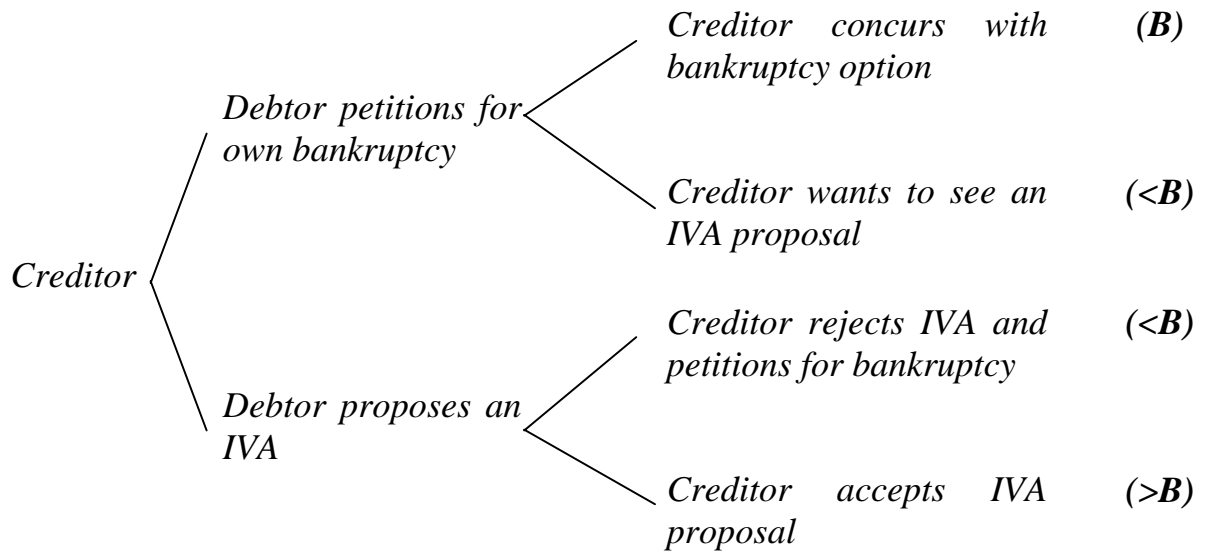 Creditor concurs with (B)
bankruptcy option
Debtor petitions for
own bankruptcy
Creditor wants to see an (<B)
IVA proposal
Creditor
Creditor rejects IVA and (<B)
petitions for bankruptcy
Debtor proposes an
IVA
Creditor accepts IVA (>B)
proposal